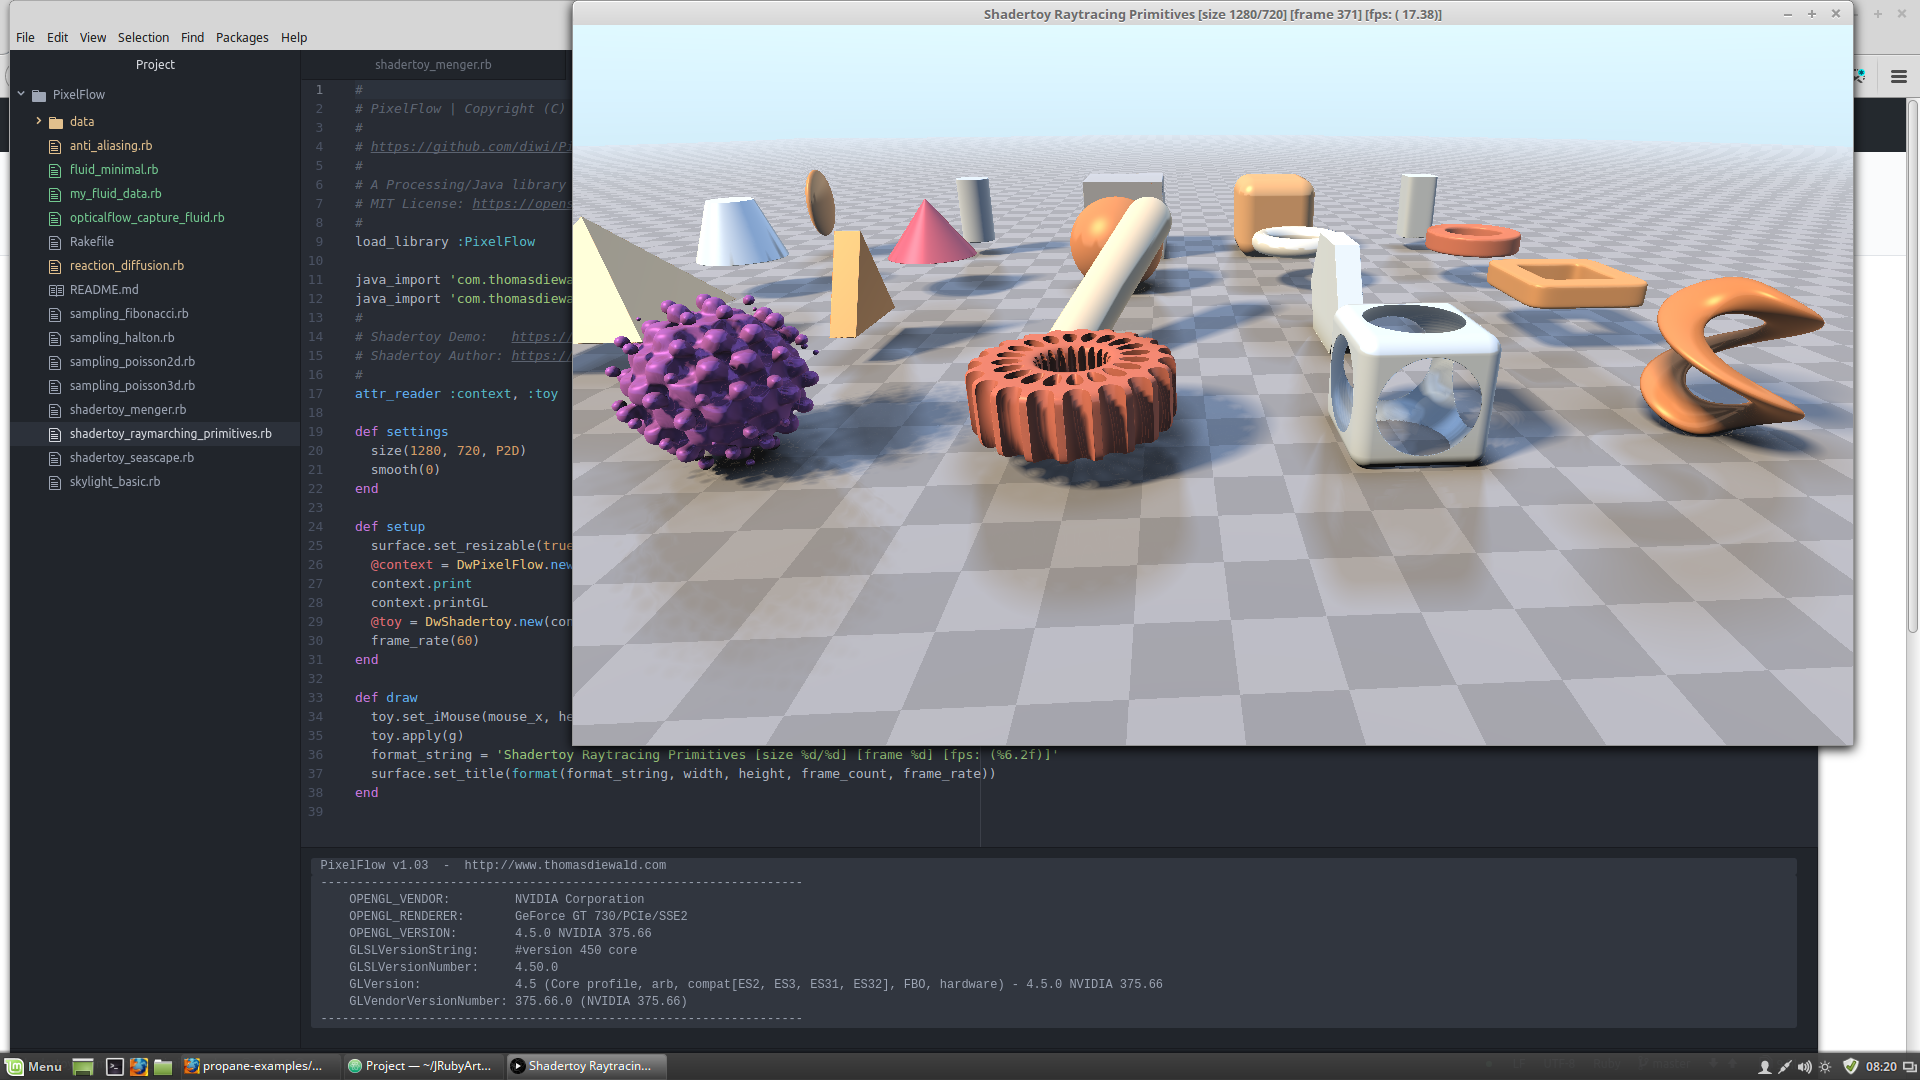 Shadertoy Raytracing Primitives [size 1280/720] [frame 371] [fps: ( 17.38)]
File Edit View Selection Find Packages Help
Project
shadertoy_menger.rb
PixelFlow
data
anti_aliasing.rb
fluid_minimal.rb
my_fluid_data.rb
opticalflow_capture_fluid.rb
Rakefile
reaction_diffusion.rb
README.md
sampling_fibonacci.rb
sampling_halton.rb
sampling_poisson2d.rb
sampling_poisson3d.rb
shadertoy_menger.rb
shadertoy_raymarching_primitives.rb
shadertoy_seascape.rb
skylight_basic.rb
1 #
2 # PixelFlow | Copyright (C)
3 #
4 # https://github.com/diwi/Pi
5 #
6 # A Processing/Java library
7 # MIT License: https://opens
8 #
9 load_library :PixelFlow
10
11 java_import 'com.thomasdiewa
12 java_import 'com.thomasdiewa
13 #
14 # Shadertoy Demo: https:/
15 # Shadertoy Author: https:/
16 #
17 attr_reader :context, :toy
18
19 def settings
20 size(1280, 720, P2D)
21 smooth(0)
22 end
23
24 def setup
25 surface.set_resizable(true
26 @context = DwPixelFlow.new
27 context.print
28 context.printGL
29 @toy = DwShadertoy.new(con
30 frame_rate(60)
31 end
32
33 def draw
34 toy.set_iMouse(mouse_x, he
35 toy.apply(g)
36 format_string = 'Shadertoy Raytracing Primitives [size %d/%d] [frame %d] [fps: (%6.2f)]'
37 surface.set_title(format(format_string, width, height, frame_count, frame_rate))
38 end
39
PixelFlow v1.03 - http://www.thomasdiewald.com
-------------------------------------------------------------------
OPENGL_VENDOR: NVIDIA Corporation
OPENGL_RENDERER: GeForce GT 730/PCIe/SSE2
OPENGL_VERSION: 4.5.0 NVIDIA 375.66
GLSLVersionString: #version 450 core
GLSLVersionNumber: 4.50.0
GLVersion: 4.5 (Core profile, arb, compat[ES2, ES3, ES31, ES32], FBO, hardware) - 4.5.0 NVIDIA 375.66
GLVendorVersionNumber: 375.66.0 (NVIDIA 375.66)
-------------------------------------------------------------------
Menu propane-examples/... Project — ~/JRubyArt... Shadertoy Raytracin... 08:20